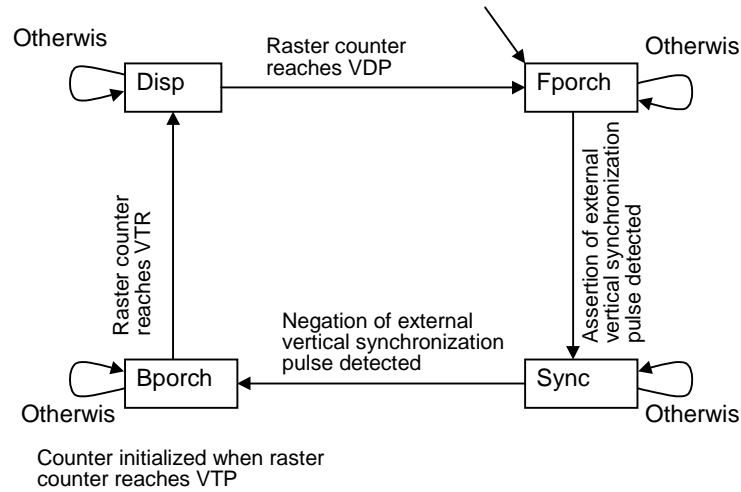 Otherwis
Raster counter
reaches VDP
Otherwis
Disp
Fporch
Raster counter
reaches VTR
Assertion of external
vertical synchronization
pulse detected
Negation of external
vertical synchronization
pulse detected
Bporch
Sync
Otherwis
Otherwis
Counter initialized when raster
counter reaches VTP